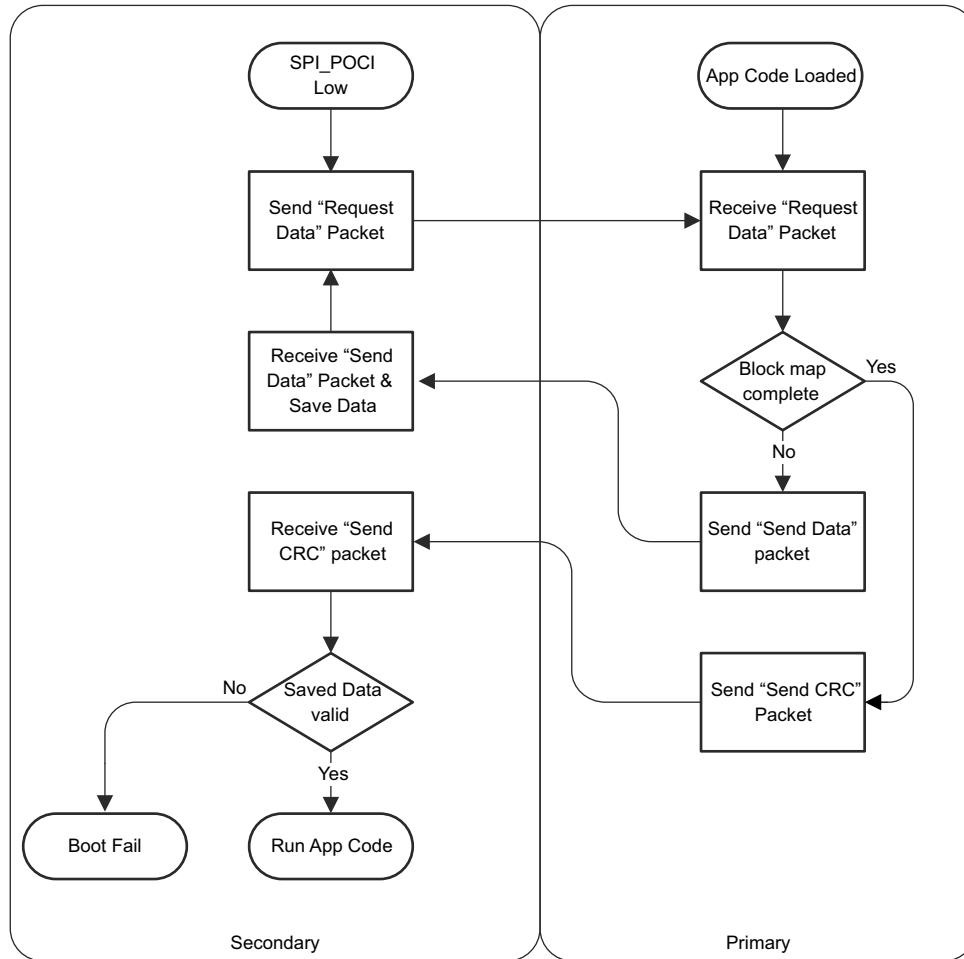 SPI_POCI
Low
App Code Loaded
Send “Request
Data” Packet
Receive “Request
Data” Packet
Receive “Send
Data” Packet &
Save Data
Block map
complete
Yes
No
Receive “Send
CRC” packet
Send “Send Data”
packet
No
Saved Data
valid
Send “Send CRC”
Packet
Yes
Boot Fail
Run App Code
Secondary
Primary